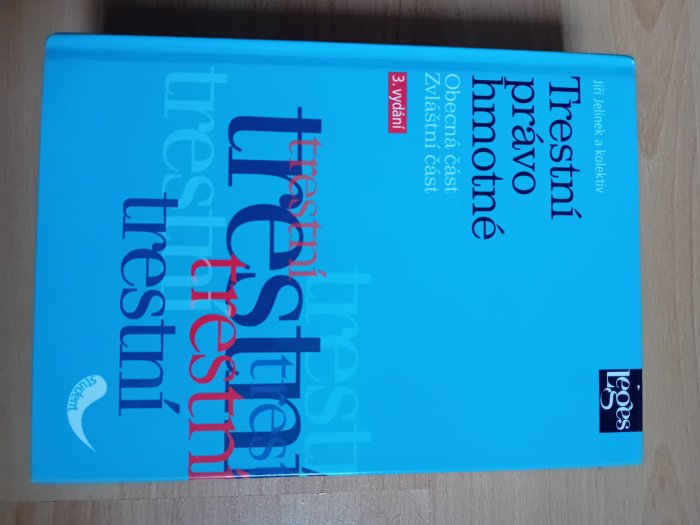 Jiří Jelínek a kolektiv
Trestní
právo
hmotné
Obecná část
Zvláštní část
3. vydání
Leges
trestní
trestní
trestní
trestní
trestní
trestní
trest
student